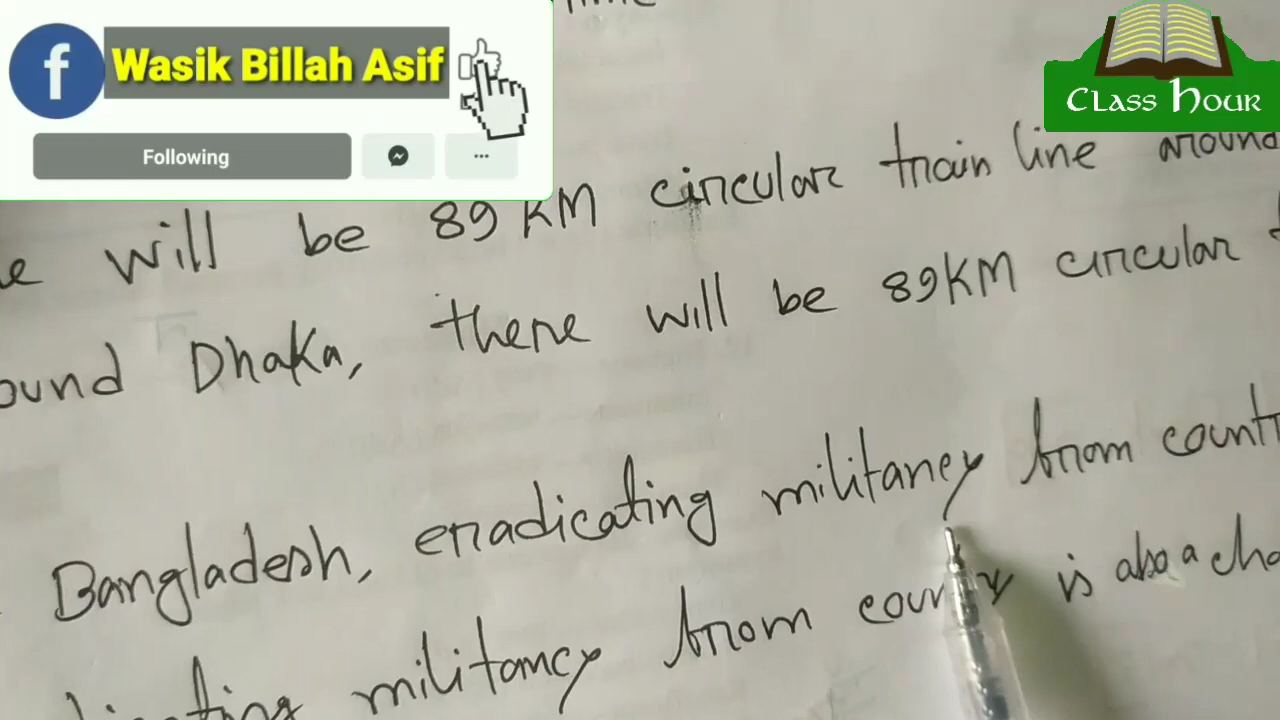 f
Wasik Billah Asif
Following
CLASS HOUR
will be 89 KM circular train line around
ound Dhaka, there will be 89KM circular
Bangladesh, eradicating militancy from count
militancy from country is also a cha